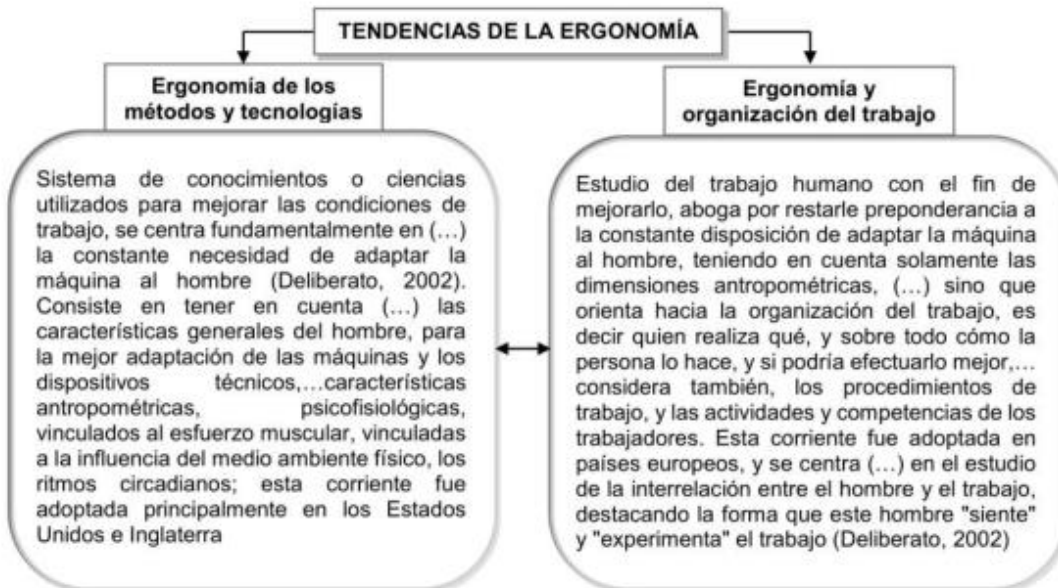 TENDENCIAS DE LA ERGONOMÍA
Ergonomía de los
métodos y tecnologías
Sistema de conocimientos o ciencias
utilizados para mejorar las condiciones de
trabajo, se centra fundamentalmente en (...)
la constante necesidad de adaptar la
máquina al hombre (Deliberato, 2002).
Consiste en tener en cuenta (...) las
características generales del hombre, para
la mejor adaptación de las máquinas y los
dispositivos técnicos,...características
antropométricas, psicofisiológicas,
vinculados al esfuerzo muscular, vinculadas
a la influencia del medio ambiente físico, los
ritmos circadianos; esta corriente fue
adoptada principalmente en los Estados
Unidos e Inglaterra
Ergonomía y
organización del trabajo
Estudio del trabajo humano con el fin de
mejorarlo, aboga por restarle preponderancia a
la constante disposición de adaptar la máquina
al hombre, teniendo en cuenta solamente las
dimensiones antropométricas, (...) sino que
orienta hacia la organización del trabajo, es
decir quien realiza qué, y sobre todo cómo la
persona lo hace, y si podría efectuarlo mejor,...
considera también, los procedimientos de
trabajo, y las actividades y competencias de los
trabajadores. Esta corriente fue adoptada en
países europeos, y se centra (...) en el estudio
de la interrelación entre el hombre y el trabajo,
destacando la forma que este hombre "siente"
y "experimenta" el trabajo (Deliberato, 2002)